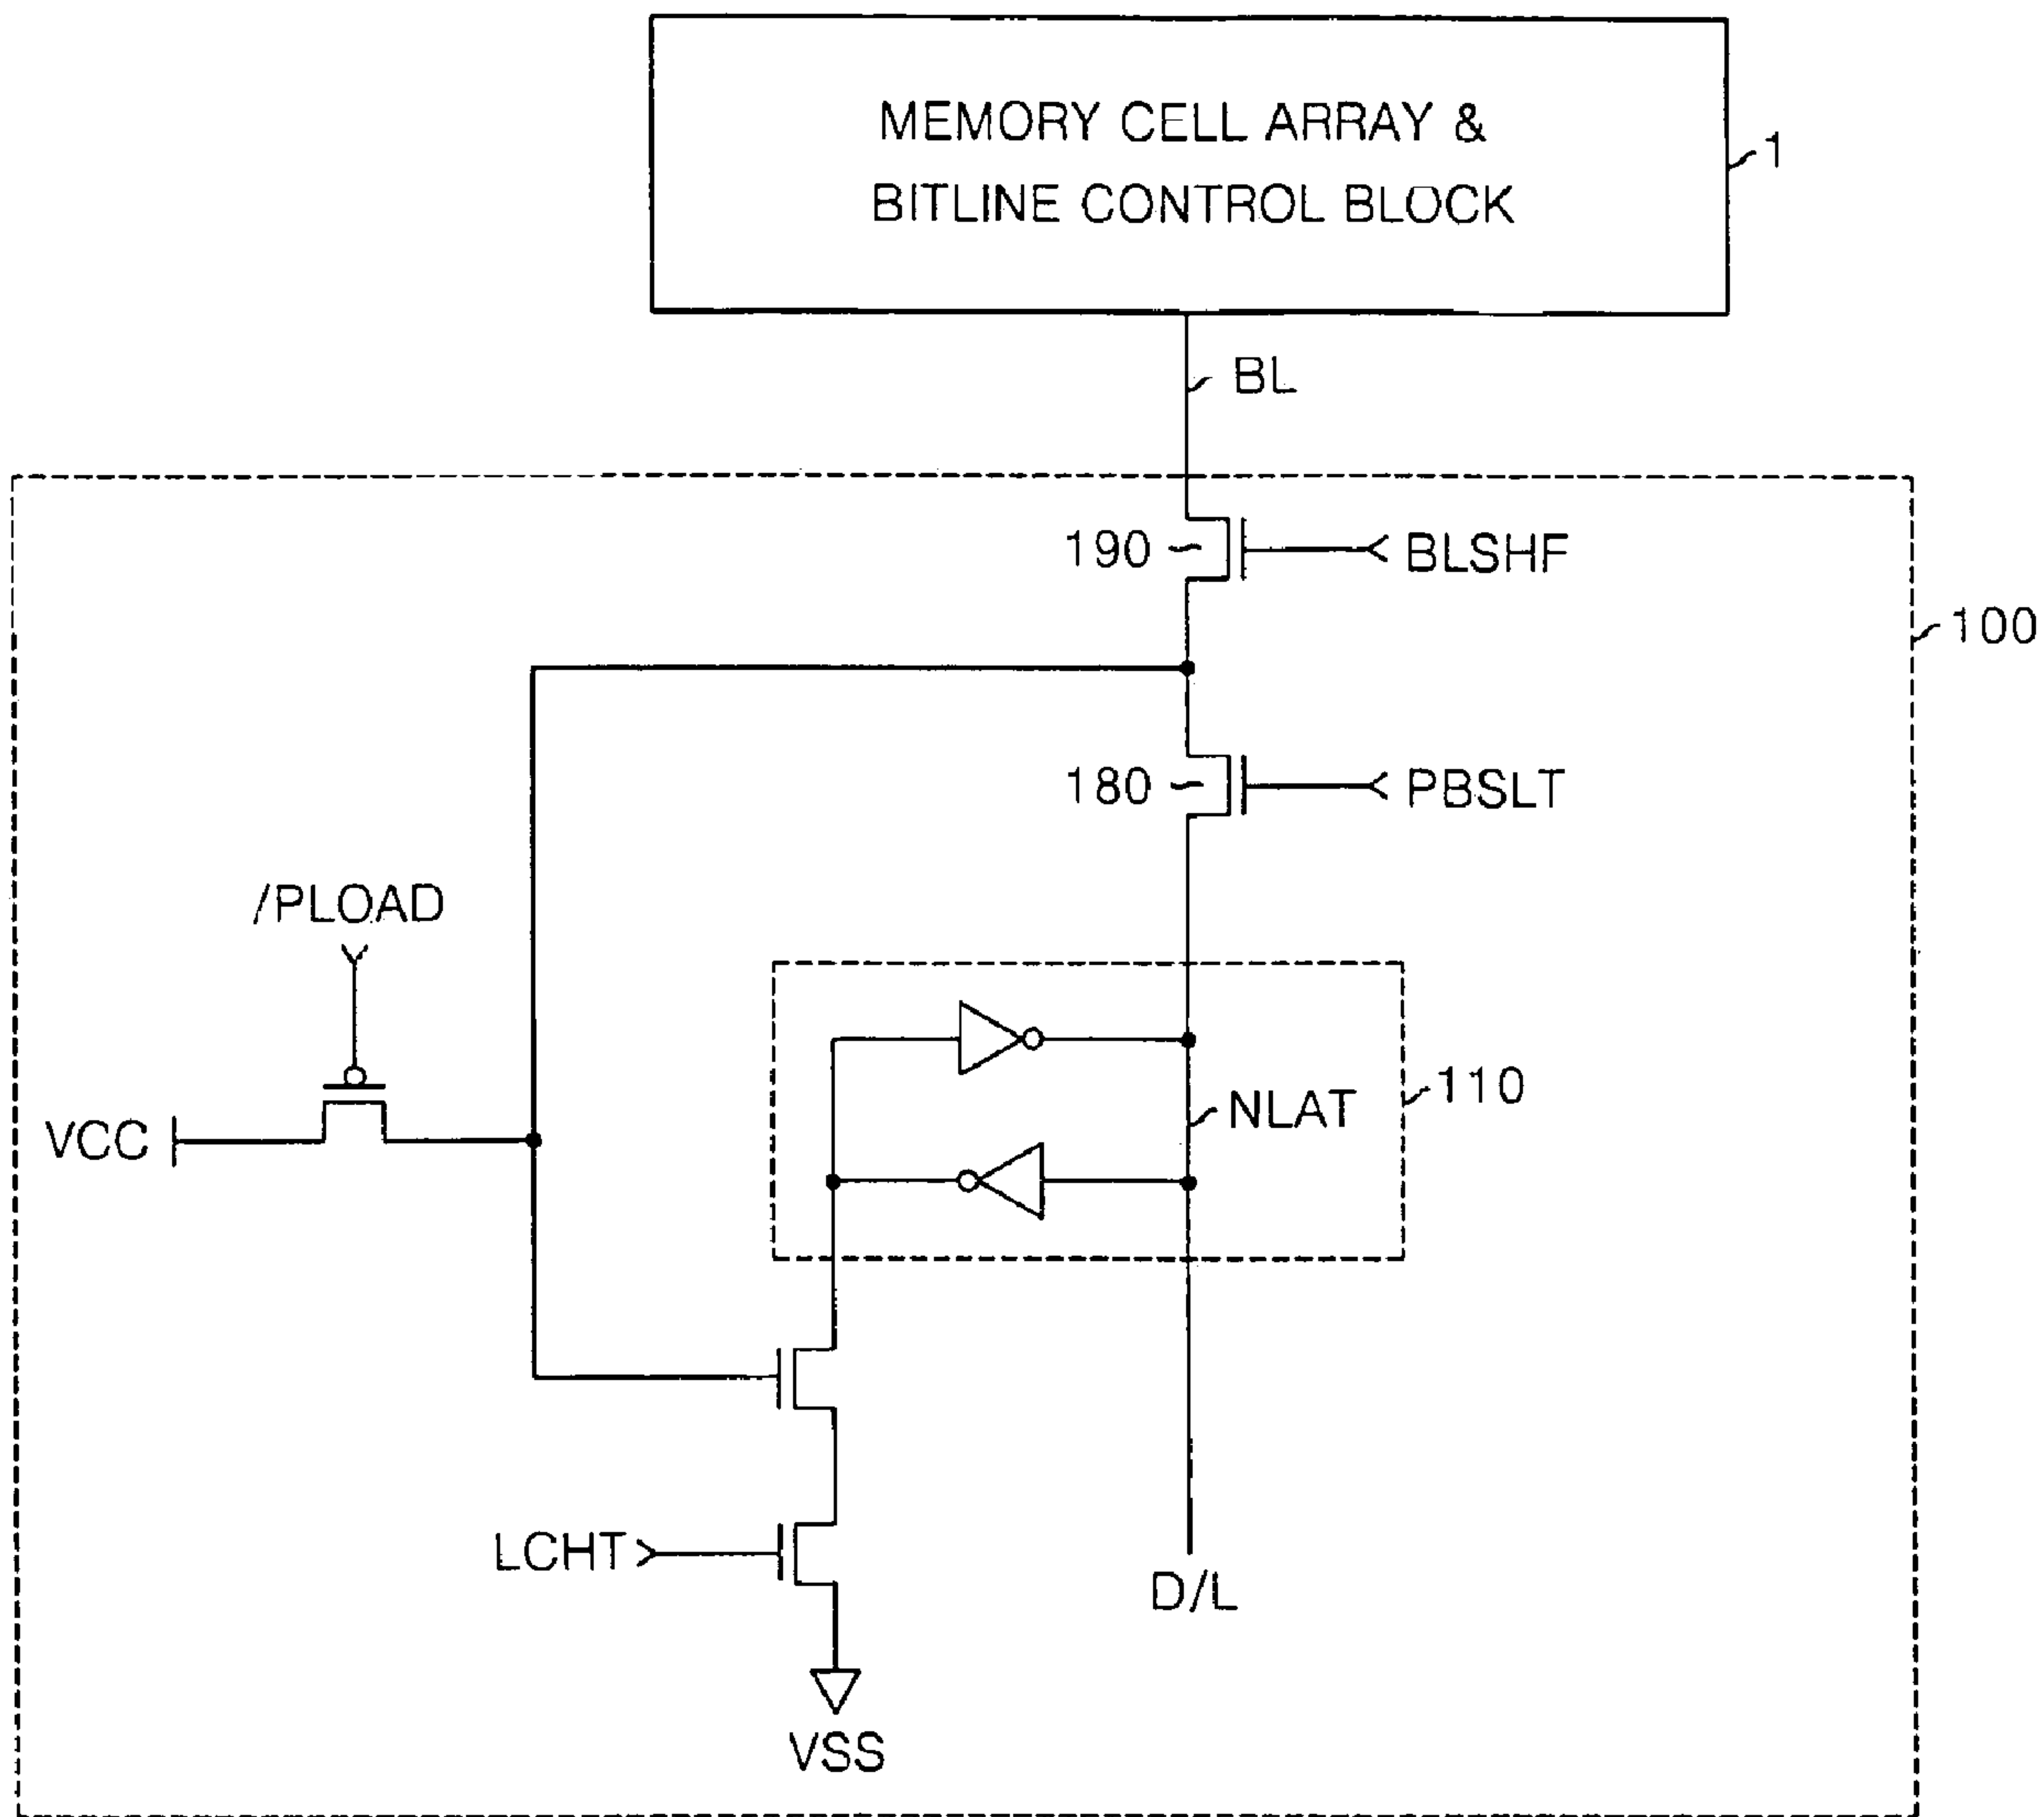 MEMORY CELL ARRAY &
BITLINE CONTROL BLOCK
1
BL
190
BLSHF
100
180
PBSLT
/PLOAD
VCC
NLAT
110
LCHT
D/L
VSS